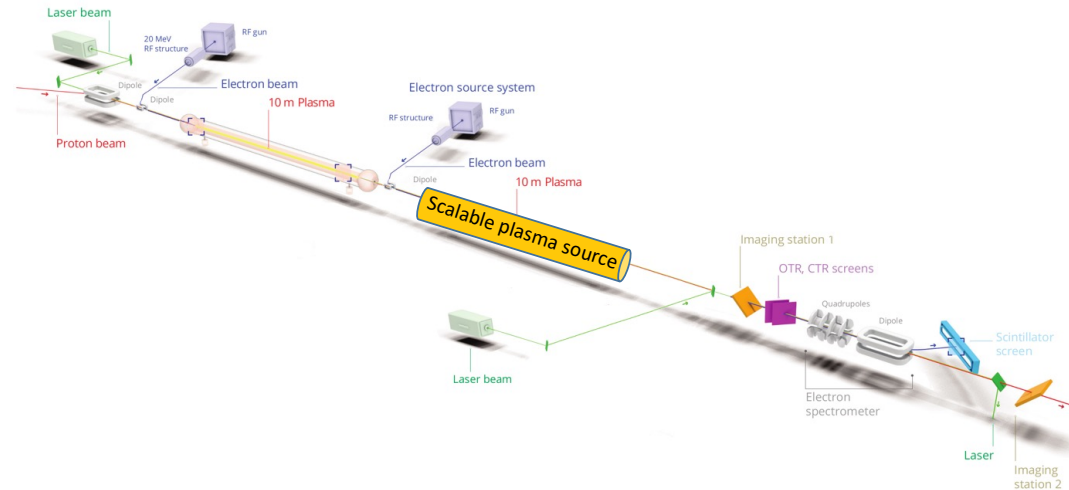 Laser beam
20 MeV
RF structure
RF gun
Dipole
Electron beam
Dipole
10 m Plasma
Proton beam
Electron source system
RF structure
RF gun
Electron beam
Dipole
10 m Plasma
Scalable plasma source
Imaging station 1
OTR, CTR screens
Quadrupoles
Dipole
Scintillator
screen
Laser beam
Electron
spectrometer
Laser
Imaging
station 2